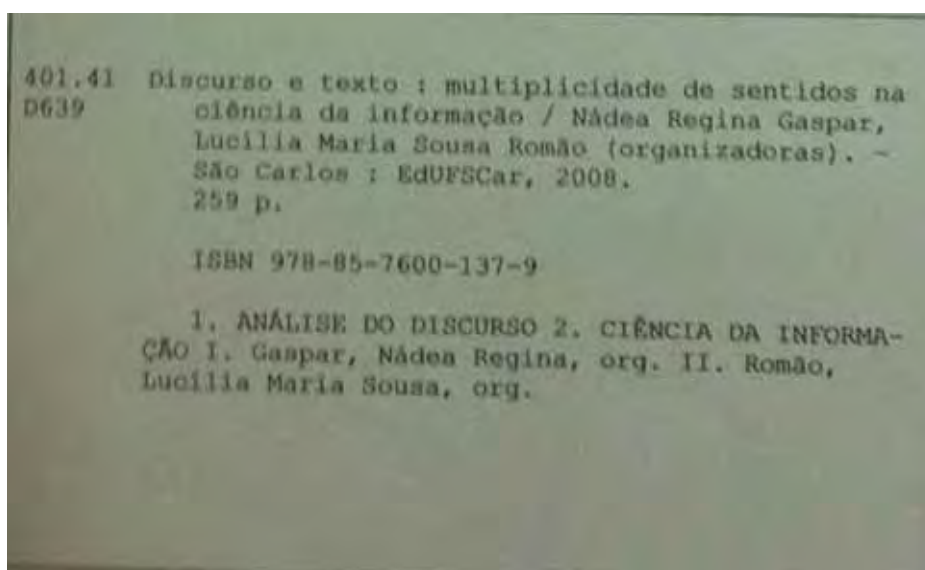 401.41 Discurso e texto : multiplicidade de sentidos na
D639 ciência da informação / Nádea Regina Gaspar,
Lucília Maria Sousa Romão (organizadoras). -
São Carlos : EdUFSCar, 2008.
259 p.
ISBN 978-85-7600-137-9
1. ANÁLISE DO DISCURSO 2. CIÊNCIA DA INFORMA-
ÇÃO I. Gaspar, Nádea Regina, org. II. Romão,
Lucília Maria Sousa, org.